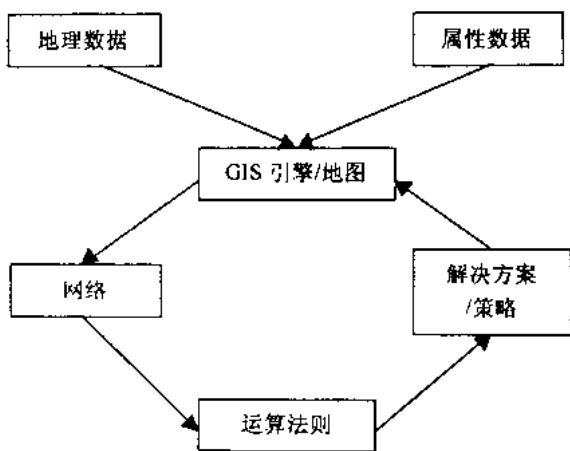 地理数据
属性数据
GIS 引擎/地图
网络
解决方案
/策略
运算法则